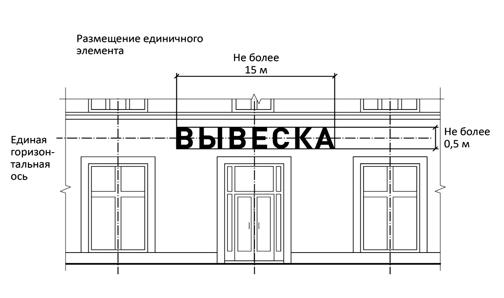 Размещение единичного
элемента
Не более
15 м
ВЫВЕСКА
Единая
горизон-
тальная
ось
Не более
0,5 м